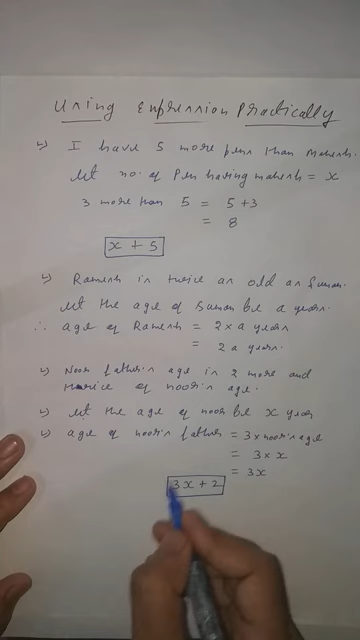 Using Expression Practically
↳ I have 5 more pens than Mahesh.
Let no. of Pen having mahesh = x
3 more than 5 = 5+3
= 8
x + 5
↳ Ramesh is twice as old as Suman.
Let the age of Suman be a years.
∴ age of Ramesh = 2 x a years
= 2 a years.
↳ Noor father's age is 2 more and
thrice of noor's age.
↳ Let the age of noor be x year
↳ age of noor's father = 3 x noor's age
= 3 x x
= 3x
3x + 2